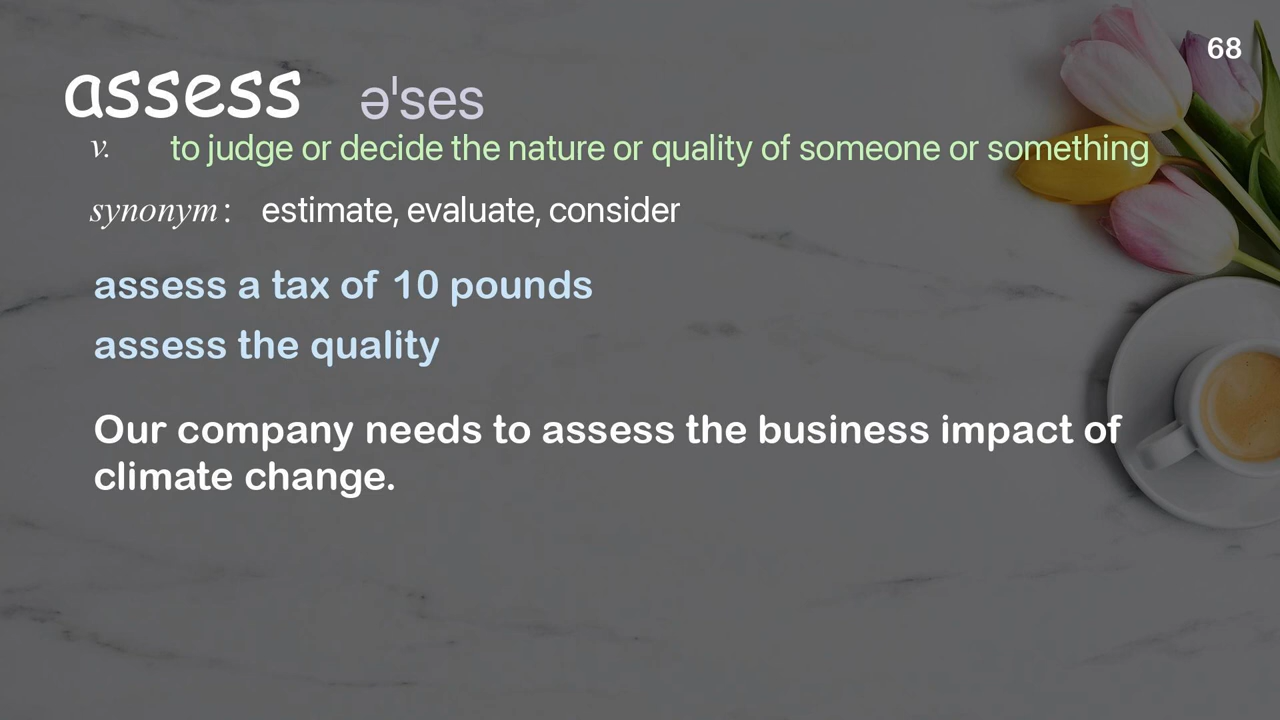 68
assess əˈses
v. to judge or decide the nature or quality of someone or something
synonym: estimate, evaluate, consider
assess a tax of 10 pounds
assess the quality
Our company needs to assess the business impact of
climate change.